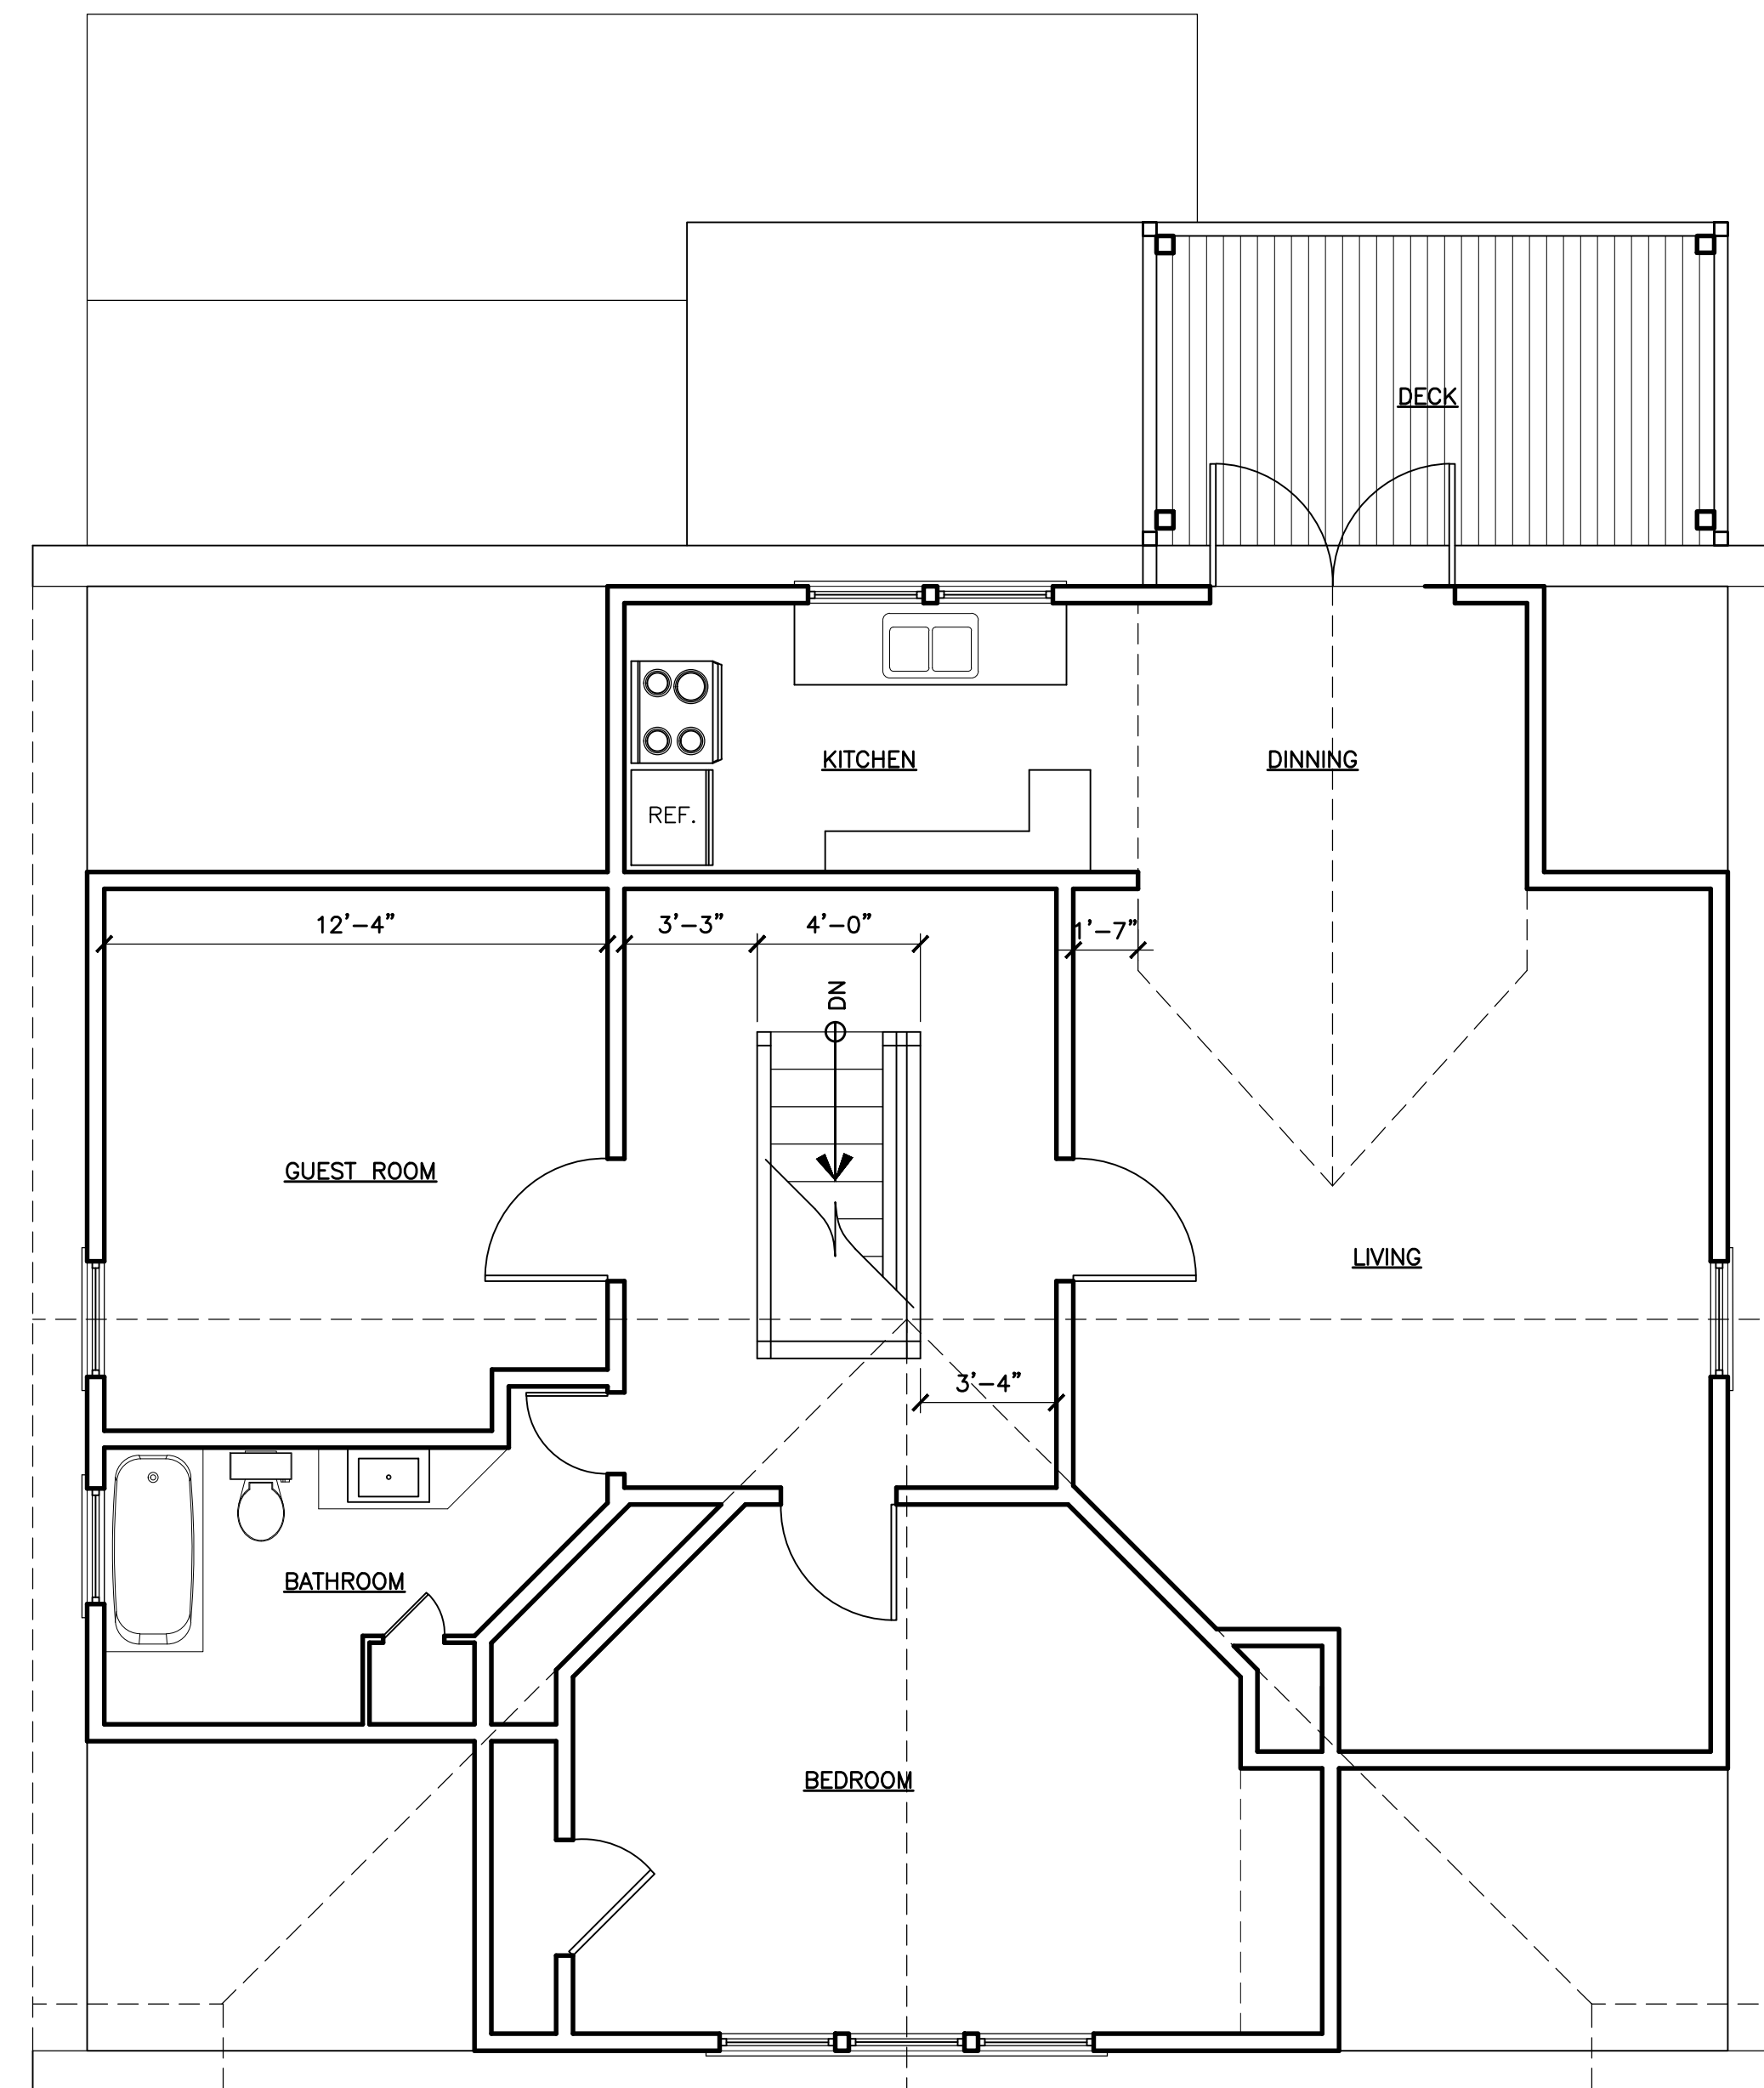 DECK
KITCHEN
DINNING
REF.
12'-4"
3'-3"
4'-0"
1'-7"
DN
GUEST ROOM
LIVING
3'-4"
BATHROOM
BEDROOM